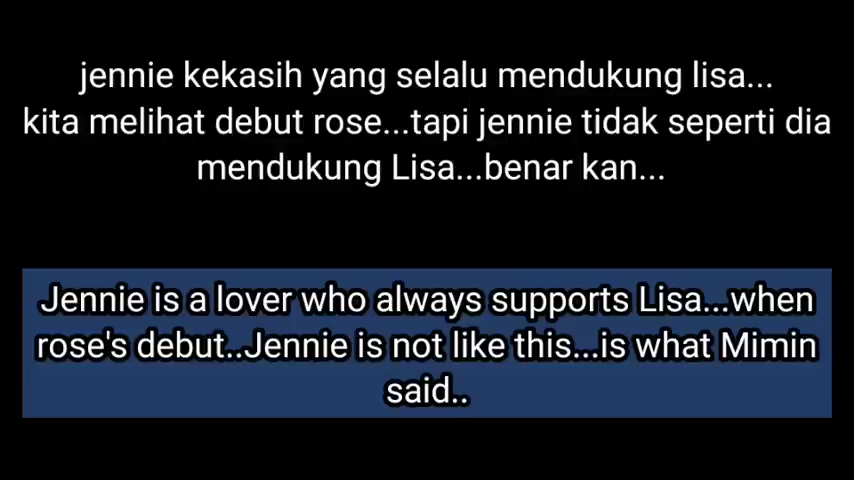 jennie kekasih yang selalu mendukung lisa...
kita melihat debut rose...tapi jennie tidak seperti dia
mendukung Lisa...benar kan...
Jennie is a lover who always supports Lisa...when
rose's debut..Jennie is not like this...is what Mimin
said..